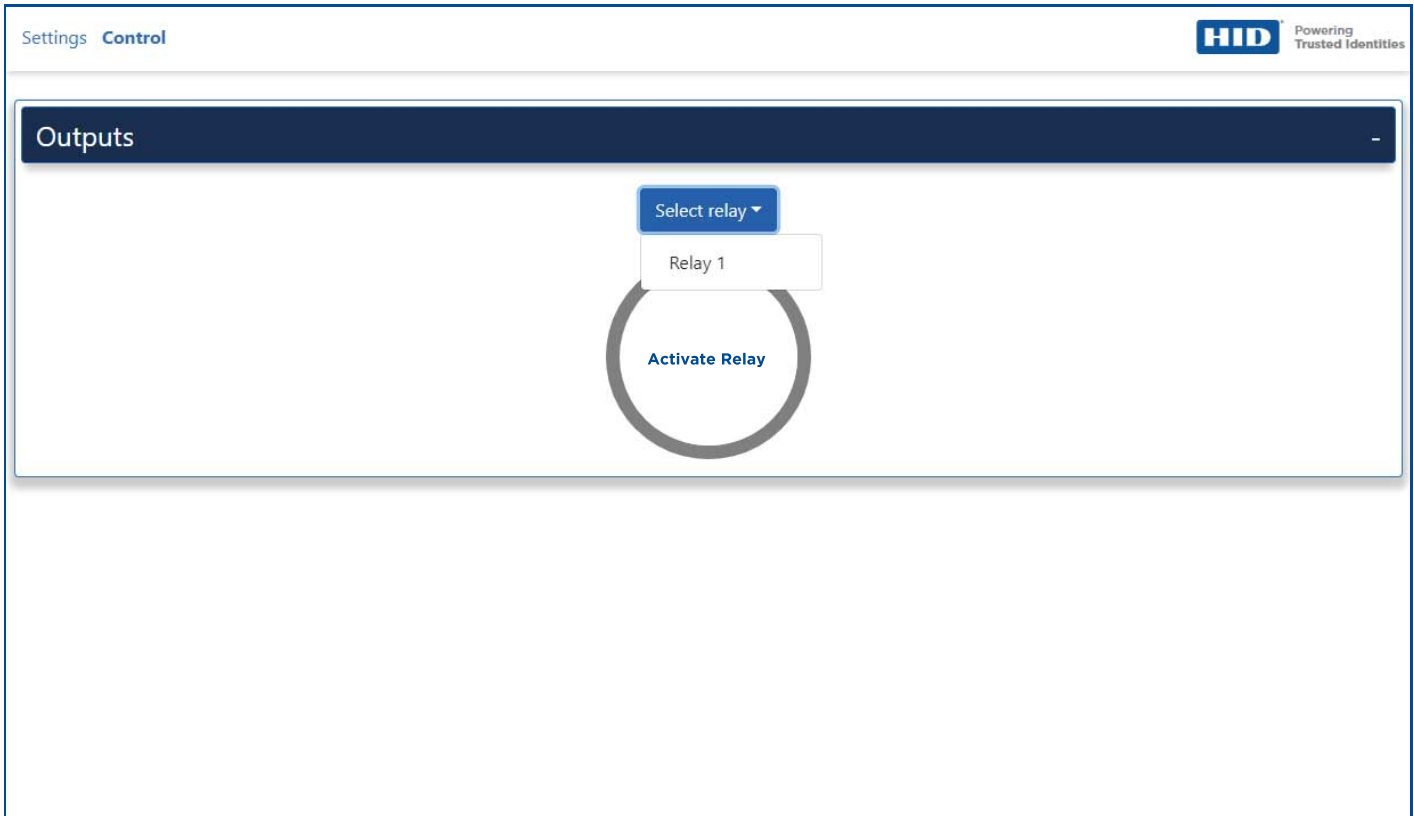 Settings Control
HID
Powering
Trusted Identities
Outputs -
Select relay
Relay 1
Activate Relay